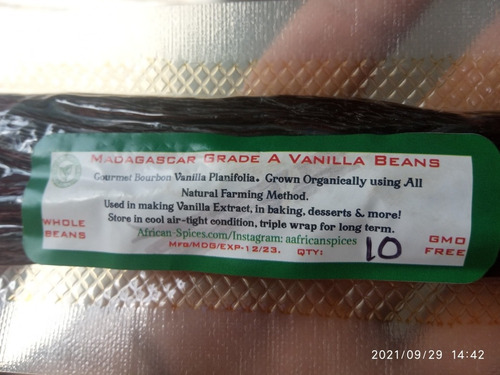 Madagascar Grade A Vanilla Beans
Gourmet Bourbon Vanilla Planifolia. Grown Organically using All
Natural Farming Method.
Used in making Vanilla Extract, in baking, desserts & more!
Store in cool air-tight condition, triple wrap for long term.
African-Spices.com/Instagram: aafricanspices
Mfg/MDG/EXP-12/23. QTY: 10
WHOLE
BEANS
GMO
FREE
2021/09/29 14:42